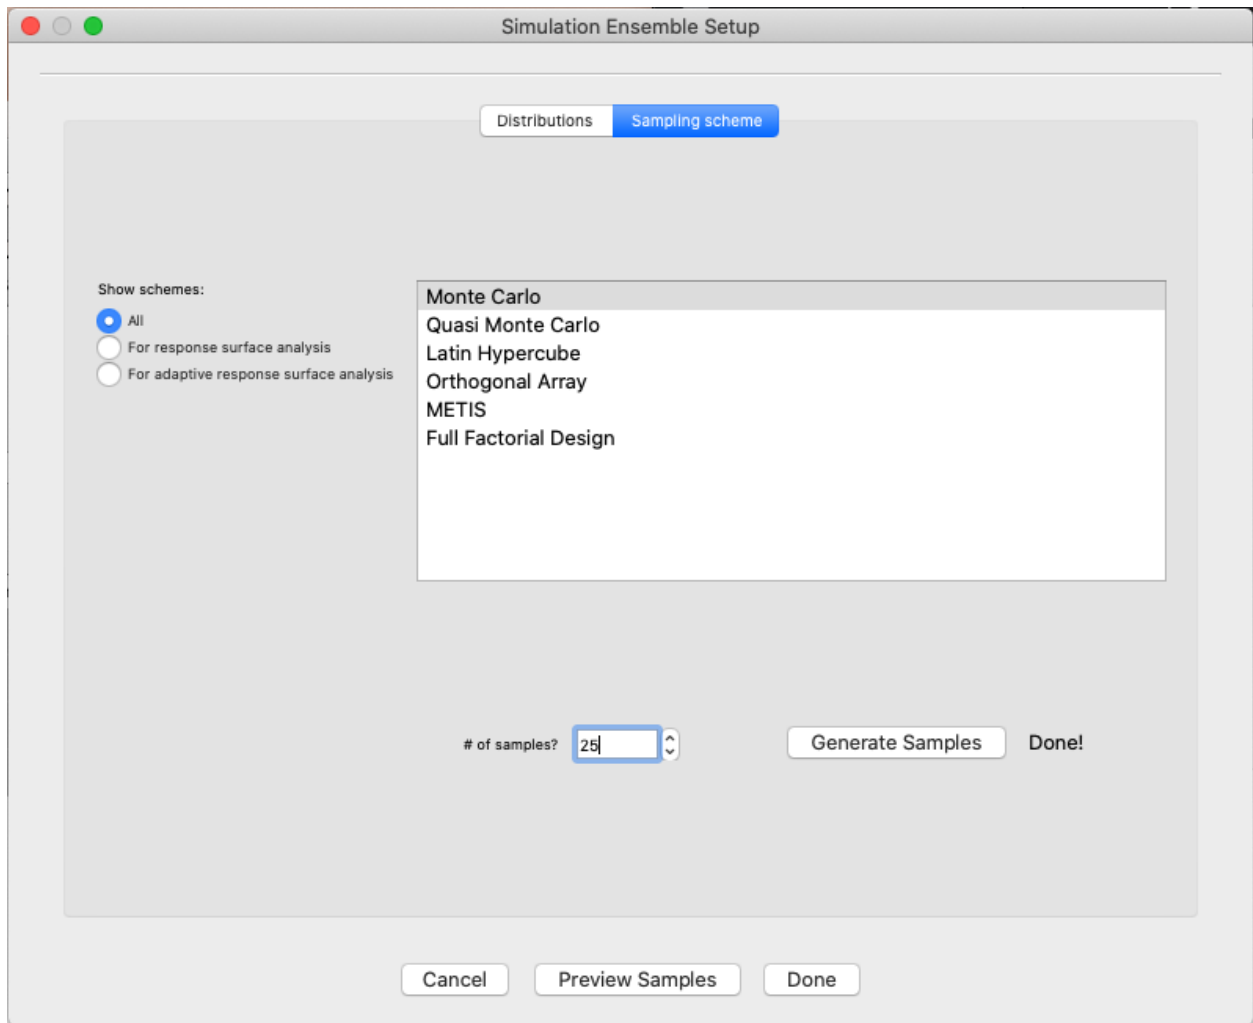 Simulation Ensemble Setup
Distributions
Sampling scheme
Show schemes:
All
For response surface analysis
For adaptive response surface analysis
Monte Carlo
Quasi Monte Carlo
Latin Hypercube
Orthogonal Array
METIS
Full Factorial Design
# of samples?
25
Generate Samples
Done!
Cancel
Preview Samples
Done